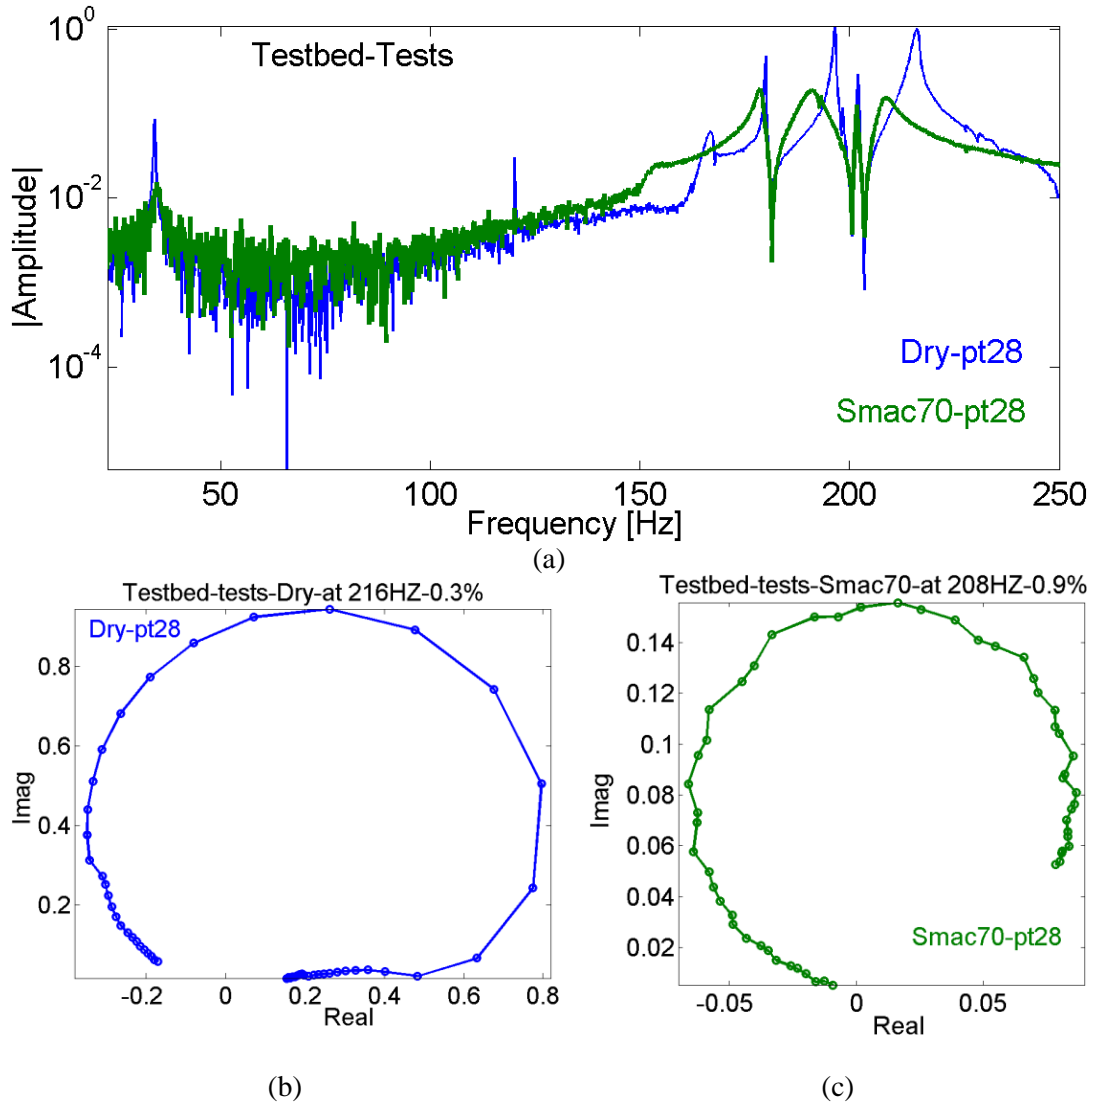 Testbed-Tests
10^0
10^-2
10^-4
|Amplitude|
Dry-pt28
Smac70-pt28
50 100 150 200 250
Frequency [Hz]
(a)
Testbed-tests-Dry-at 216HZ-0.3%
Dry-pt28
0.8
0.6
0.4
0.2
Imag
-0.2 0 0.2 0.4 0.6 0.8
Real
(b)
Testbed-tests-Smac70-at 208HZ-0.9%
0.14
0.12
0.1
0.08
0.06
0.04
0.02
Imag
Smac70-pt28
-0.05 0 0.05
Real
(c)